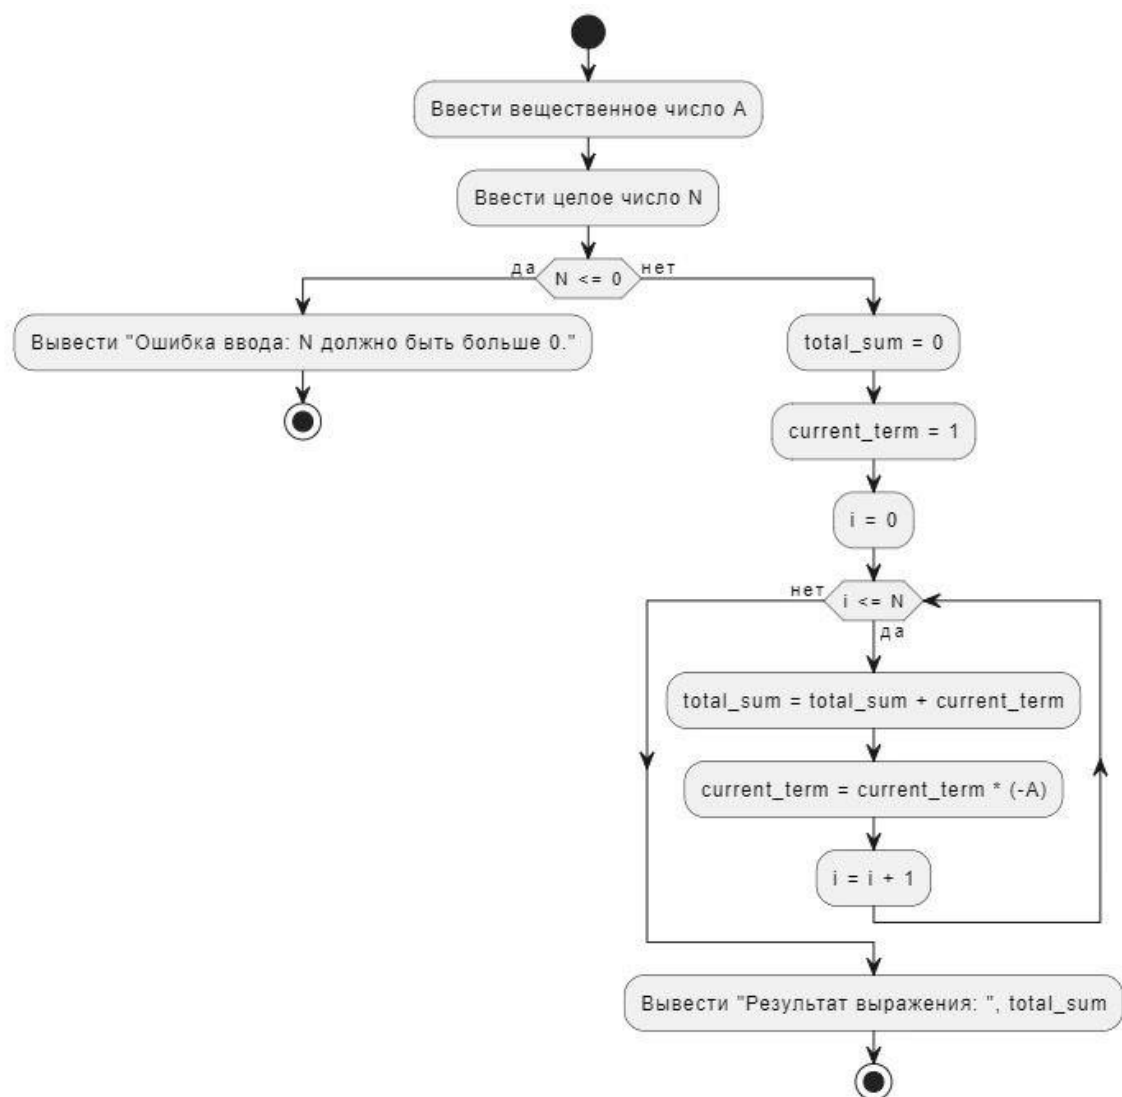 Ввести вещественное число A
Ввести целое число N
да
N <= 0
нет
Вывести "Ошибка ввода: N должно быть больше 0."
total_sum = 0
current_term = 1
i = 0
нет
i <= N
да
total_sum = total_sum + current_term
current_term = current_term * (-A)
i = i + 1
Вывести "Результат выражения: ", total_sum